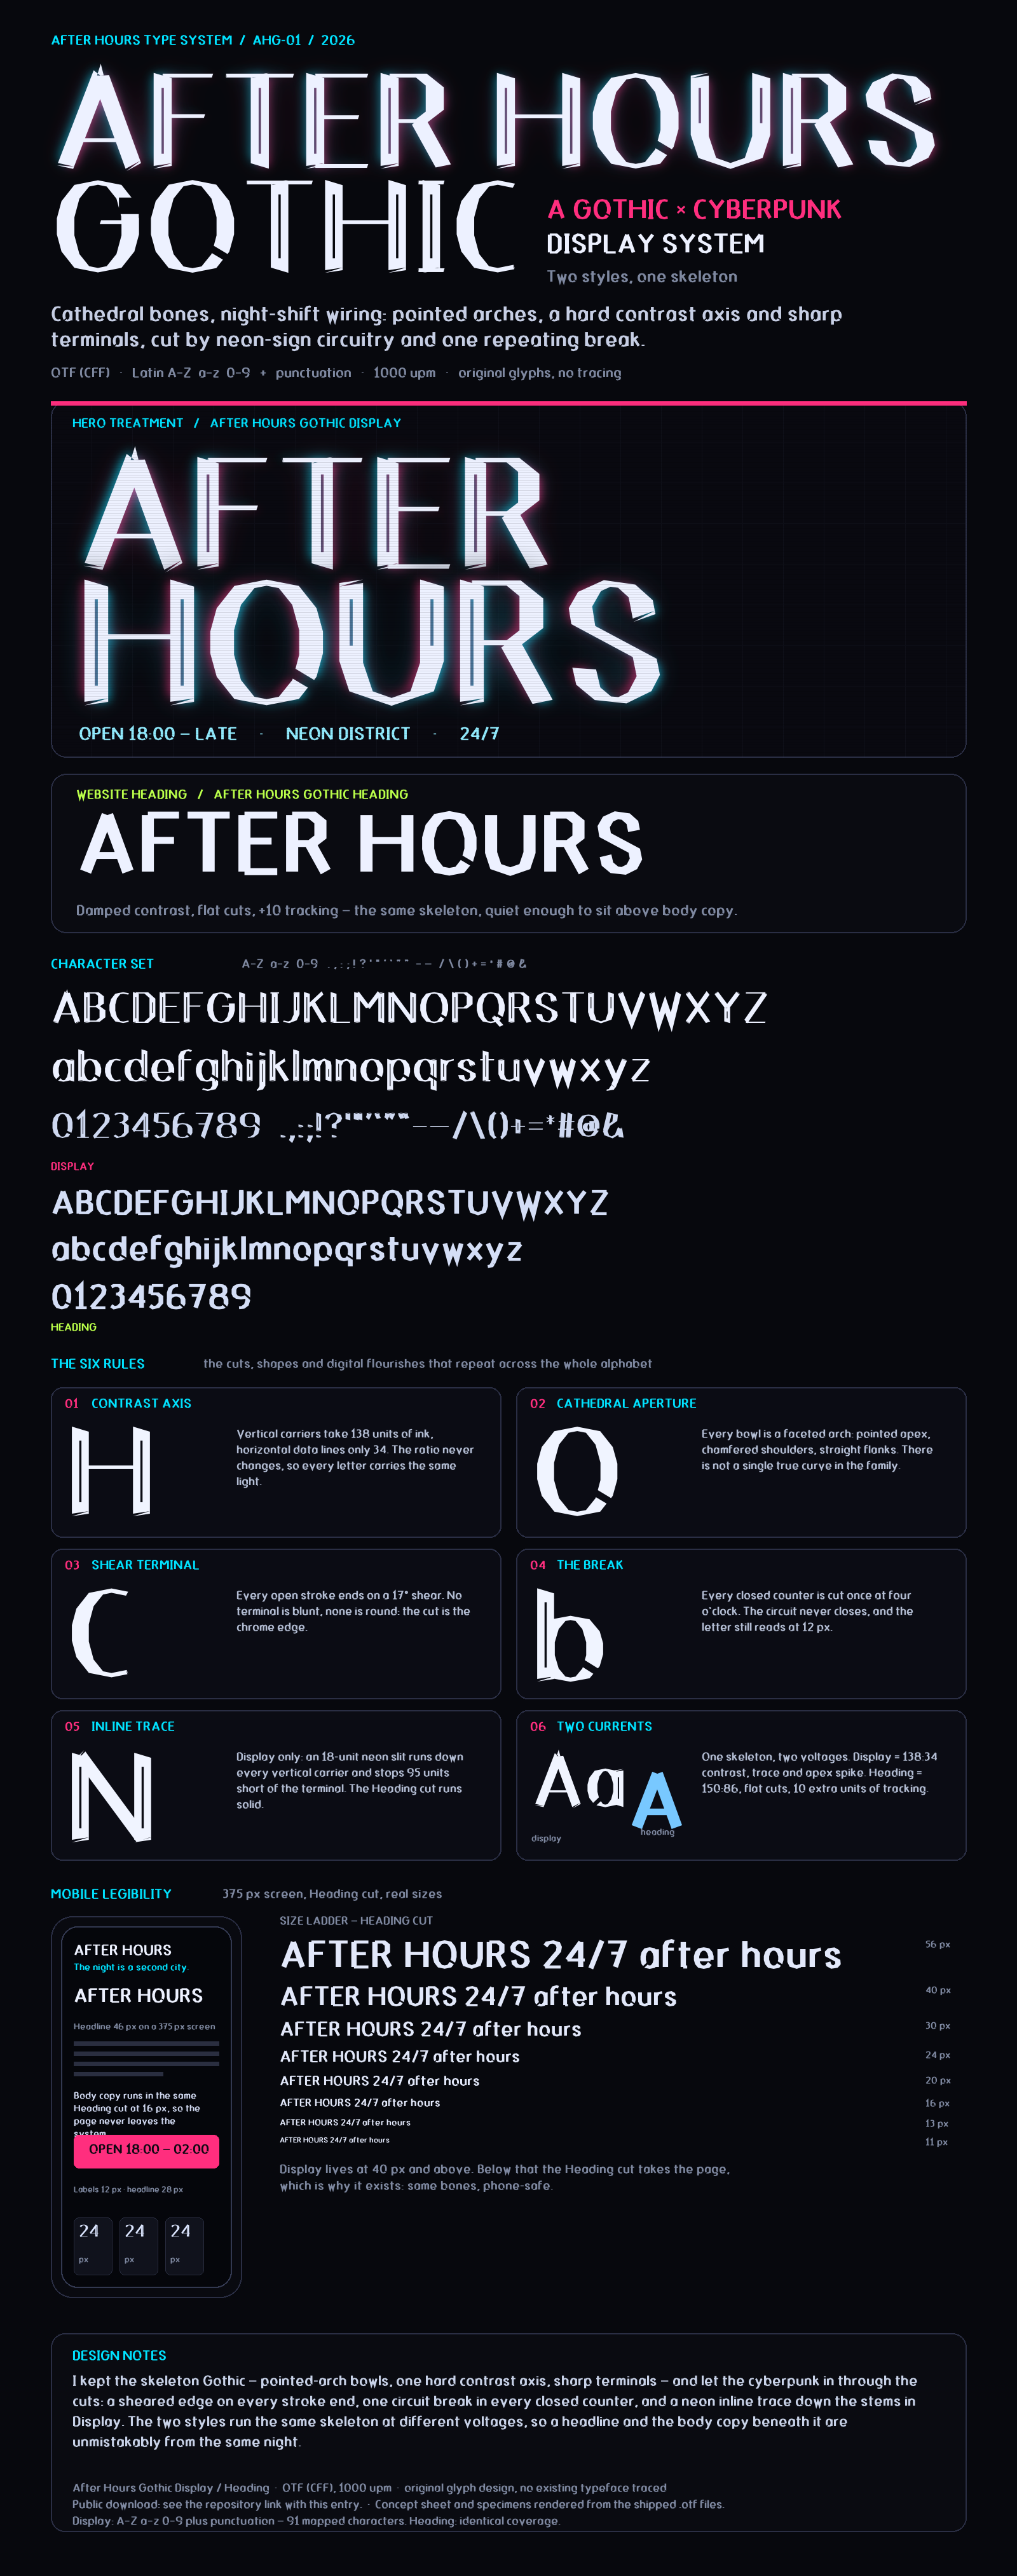 AFTER HOURS TYPE SYSTEM / AHG-01 / 2026
AFTER HOURS
GOTHIC
A GOTHIC × CYBERPUNK
DISPLAY SYSTEM
Two styles, one skeleton
Cathedral bones, night-shift wiring: pointed arches, a hard contrast axis and sharp
terminals, cut by neon-sign circuitry and one repeating break.
OTF (CFF) · Latin A-Z a-z 0-9 + punctuation · 1000 upm · original glyphs, no tracing
HERO TREATMENT / AFTER HOURS GOTHIC DISPLAY
AFTER
HOURS
OPEN 18:00 – LATE · NEON DISTRICT · 24/7
WEBSITE HEADING / AFTER HOURS GOTHIC HEADING
AFTER HOURS
Damped contrast, flat cuts, +10 tracking – the same skeleton, quiet enough to sit above body copy.
CHARACTER SET
A-Z a-z 0-9 . , : ; ! ? ' " ‘ ’ “ ” - – / \ ( ) + = * # @ &
ABCDEFGHIJKLMNOPQRSTUVWXYZ
abcdefghijklmnopqrstuvwxyz
0123456789 .,:;!?'"‘’“”-–/\()+=*#@&
DISPLAY
ABCDEFGHIJKLMNOPQRSTUVWXYZ
abcdefghijklmnopqrstuvwxyz
0123456789
HEADING
THE SIX RULES
the cuts, shapes and digital flourishes that repeat across the whole alphabet
01 CONTRAST AXIS
H
Vertical carriers take 138 units of ink,
horizontal data lines only 34. The ratio never
changes, so every letter carries the same
light.
02 CATHEDRAL APERTURE
O
Every bowl is a faceted arch: pointed apex,
chamfered shoulders, straight flanks. There
is not a single true curve in the family.
03 SHEAR TERMINAL
C
Every open stroke ends on a 17° shear. No
terminal is blunt, none is round: the cut is the
chrome edge.
04 THE BREAK
b
Every closed counter is cut once at four
o'clock. The circuit never closes, and the
letter still reads at 12 px.
05 INLINE TRACE
N
Display only: an 18-unit neon slit runs down
every vertical carrier and stops 95 units
short of the terminal. The Heading cut runs
solid.
06 TWO CURRENTS
Aa A
display
heading
One skeleton, two voltages. Display = 138:34
contrast, trace and apex spike. Heading =
150:86, flat cuts, 10 extra units of tracking.
MOBILE LEGIBILITY
375 px screen, Heading cut, real sizes
AFTER HOURS
The night is a second city.
AFTER HOURS
Headline 46 px on a 375 px screen
Body copy runs in the same
Heading cut at 16 px, so the
page never leaves the
system.
OPEN 18:00 – 02:00
Labels 12 px · headline 28 px
24 24 24
px px px
SIZE LADDER – HEADING CUT
AFTER HOURS 24/7 after hours 56 px
AFTER HOURS 24/7 after hours 40 px
AFTER HOURS 24/7 after hours 30 px
AFTER HOURS 24/7 after hours 24 px
AFTER HOURS 24/7 after hours 20 px
AFTER HOURS 24/7 after hours 16 px
AFTER HOURS 24/7 after hours 13 px
AFTER HOURS 24/7 after hours 11 px
Display lives at 40 px and above. Below that the Heading cut takes the page,
which is why it exists: same bones, phone-safe.
DESIGN NOTES
I kept the skeleton Gothic – pointed-arch bowls, one hard contrast axis, sharp terminals – and let the cyberpunk in through the
cuts: a sheared edge on every stroke end, one circuit break in every closed counter, and a neon inline trace down the stems in
Display. The two styles run the same skeleton at different voltages, so a headline and the body copy beneath it are
unmistakably from the same night.
After Hours Gothic Display / Heading · OTF (CFF), 1000 upm · original glyph design, no existing typeface traced
Public download: see the repository link with this entry. · Concept sheet and specimens rendered from the shipped .otf files.
Display: A-Z a-z 0-9 plus punctuation – 91 mapped characters. Heading: identical coverage.